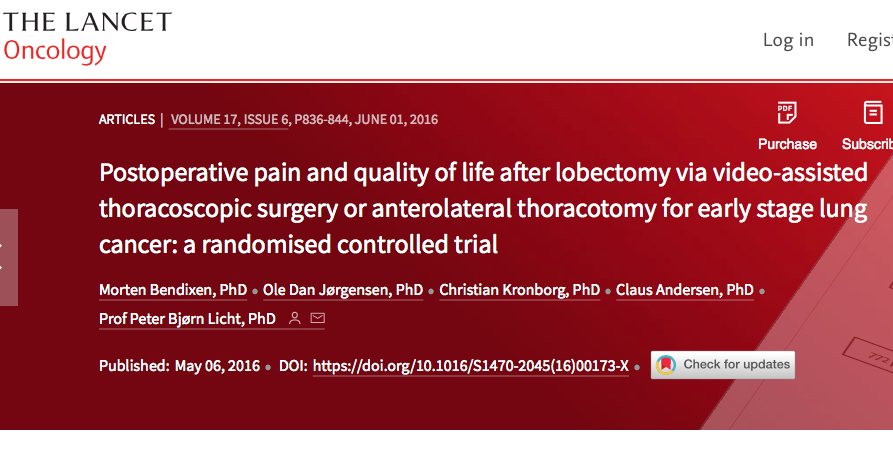 THE LANCET
Oncology
Log in
ARTICLES | VOLUME 17, ISSUE 6, P836-844, JUNE 01, 2016
PDF
Purchase
Postoperative pain and quality of life after lobectomy via video-assisted
thoracoscopic surgery or anterolateral thoracotomy for early stage lung
cancer: a randomised controlled trial
Morten Bendixen, PhD • Ole Dan Jørgensen, PhD • Christian Kronborg, PhD • Claus Andersen, PhD •
Prof Peter Bjørn Licht, PhD
Published: May 06, 2016 • DOI: https://doi.org/10.1016/S1470-2045(16)00173-X •
Check for updates